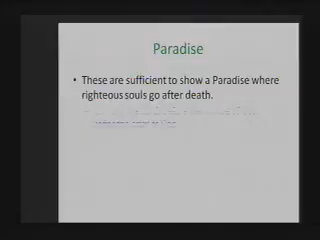 Paradise
• These are sufficient to show a Paradise where
righteous souls go after death.